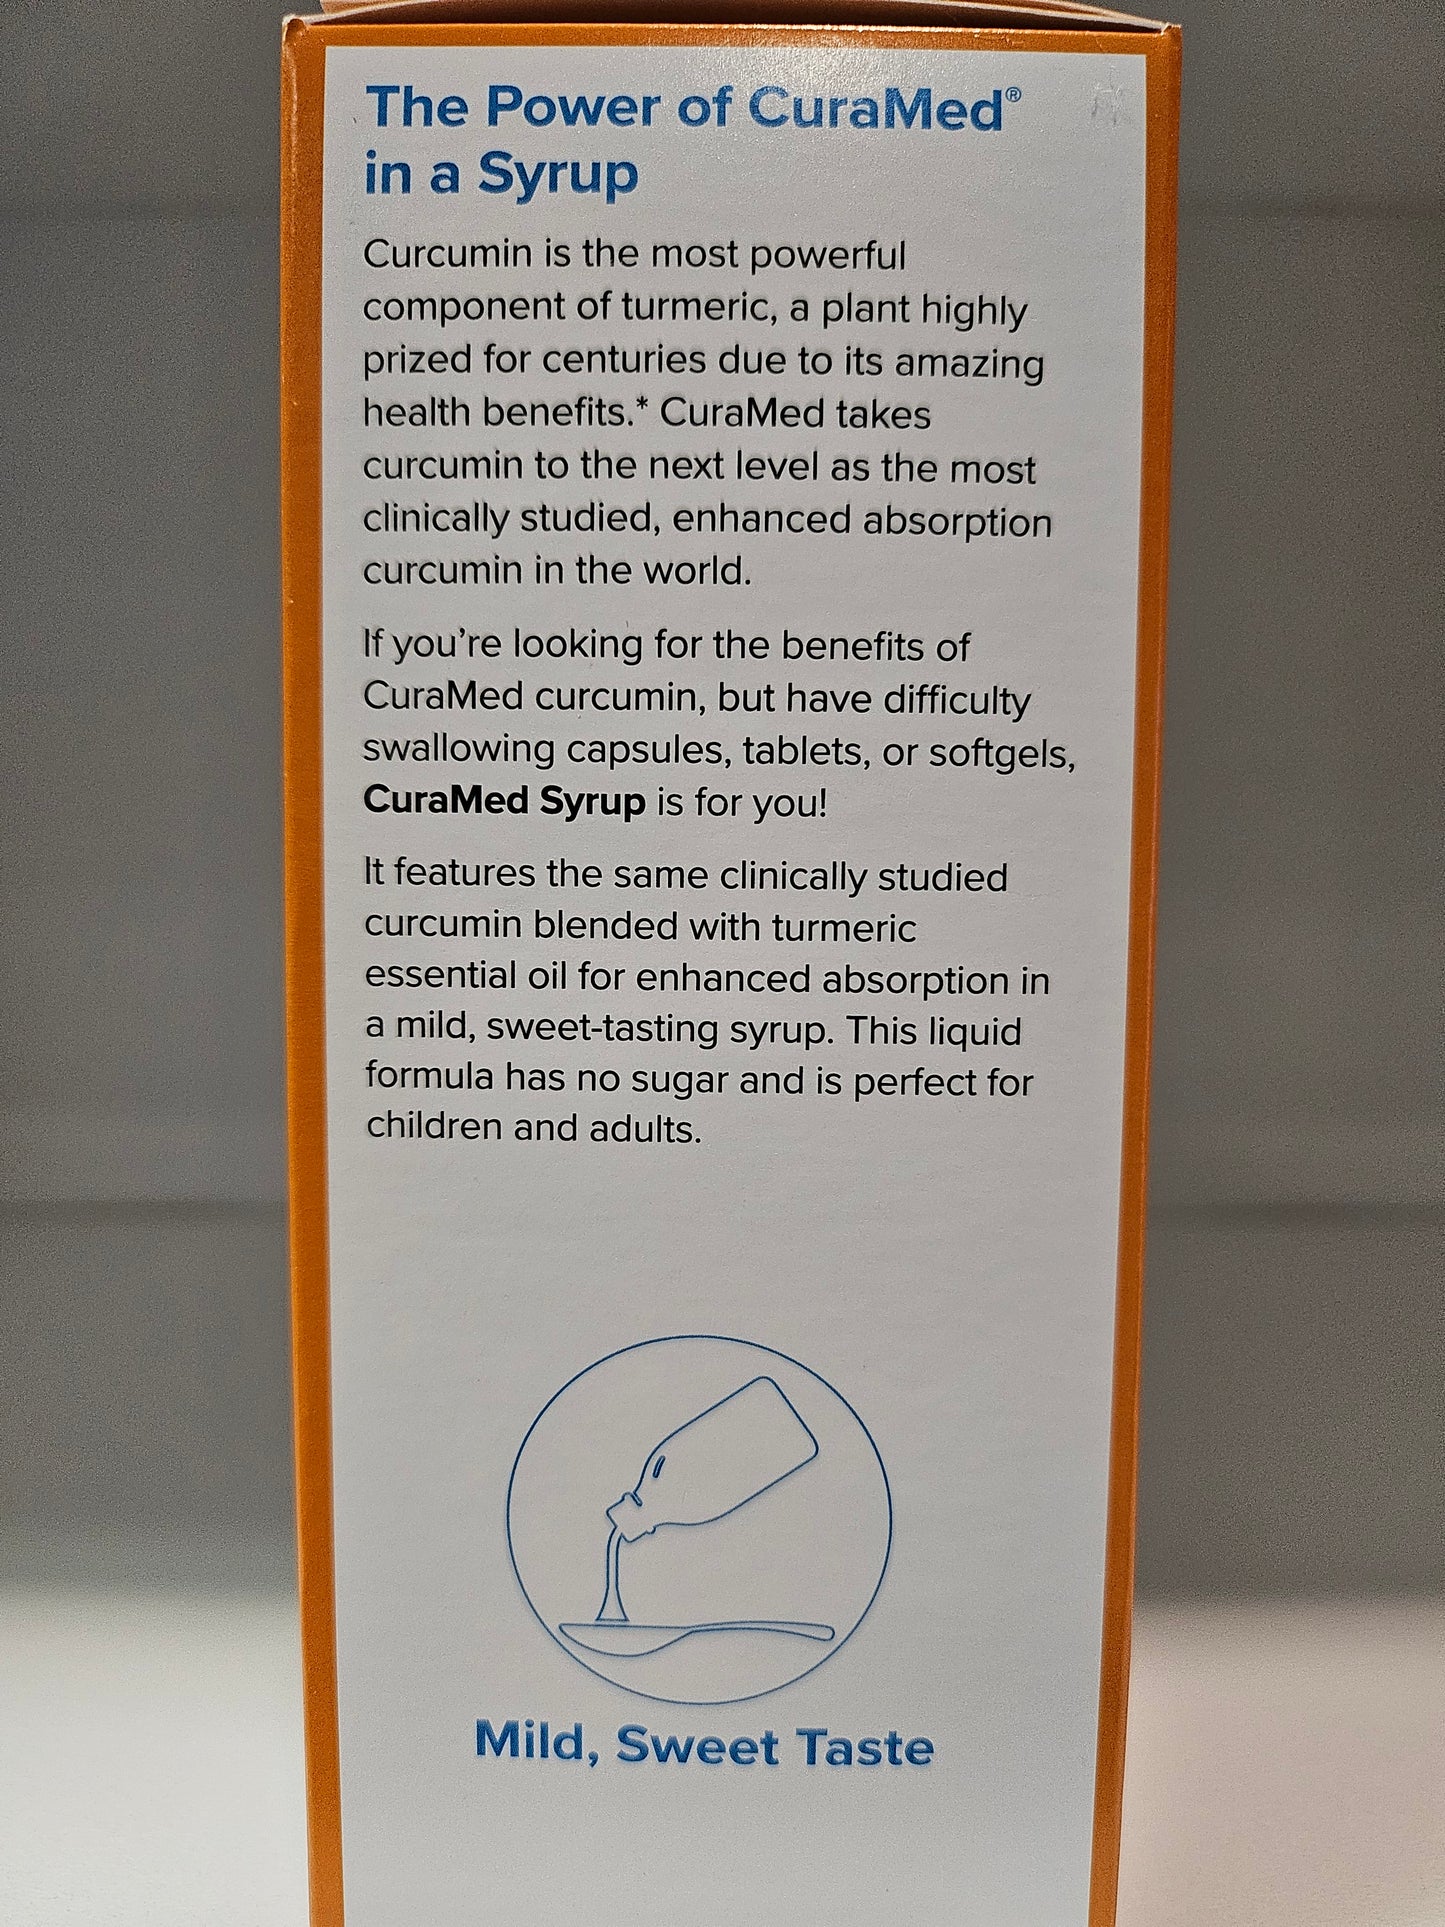 The Power of CuraMed®
in a Syrup
Curcumin is the most powerful
component of turmeric, a plant highly
prized for centuries due to its amazing
health benefits.* CuraMed takes
curcumin to the next level as the most
clinically studied, enhanced absorption
curcumin in the world.
If you’re looking for the benefits of
CuraMed curcumin, but have difficulty
swallowing capsules, tablets, or softgels,
CuraMed Syrup is for you!
It features the same clinically studied
curcumin blended with turmeric
essential oil for enhanced absorption in
a mild, sweet-tasting syrup. This liquid
formula has no sugar and is perfect for
children and adults.
Mild, Sweet Taste